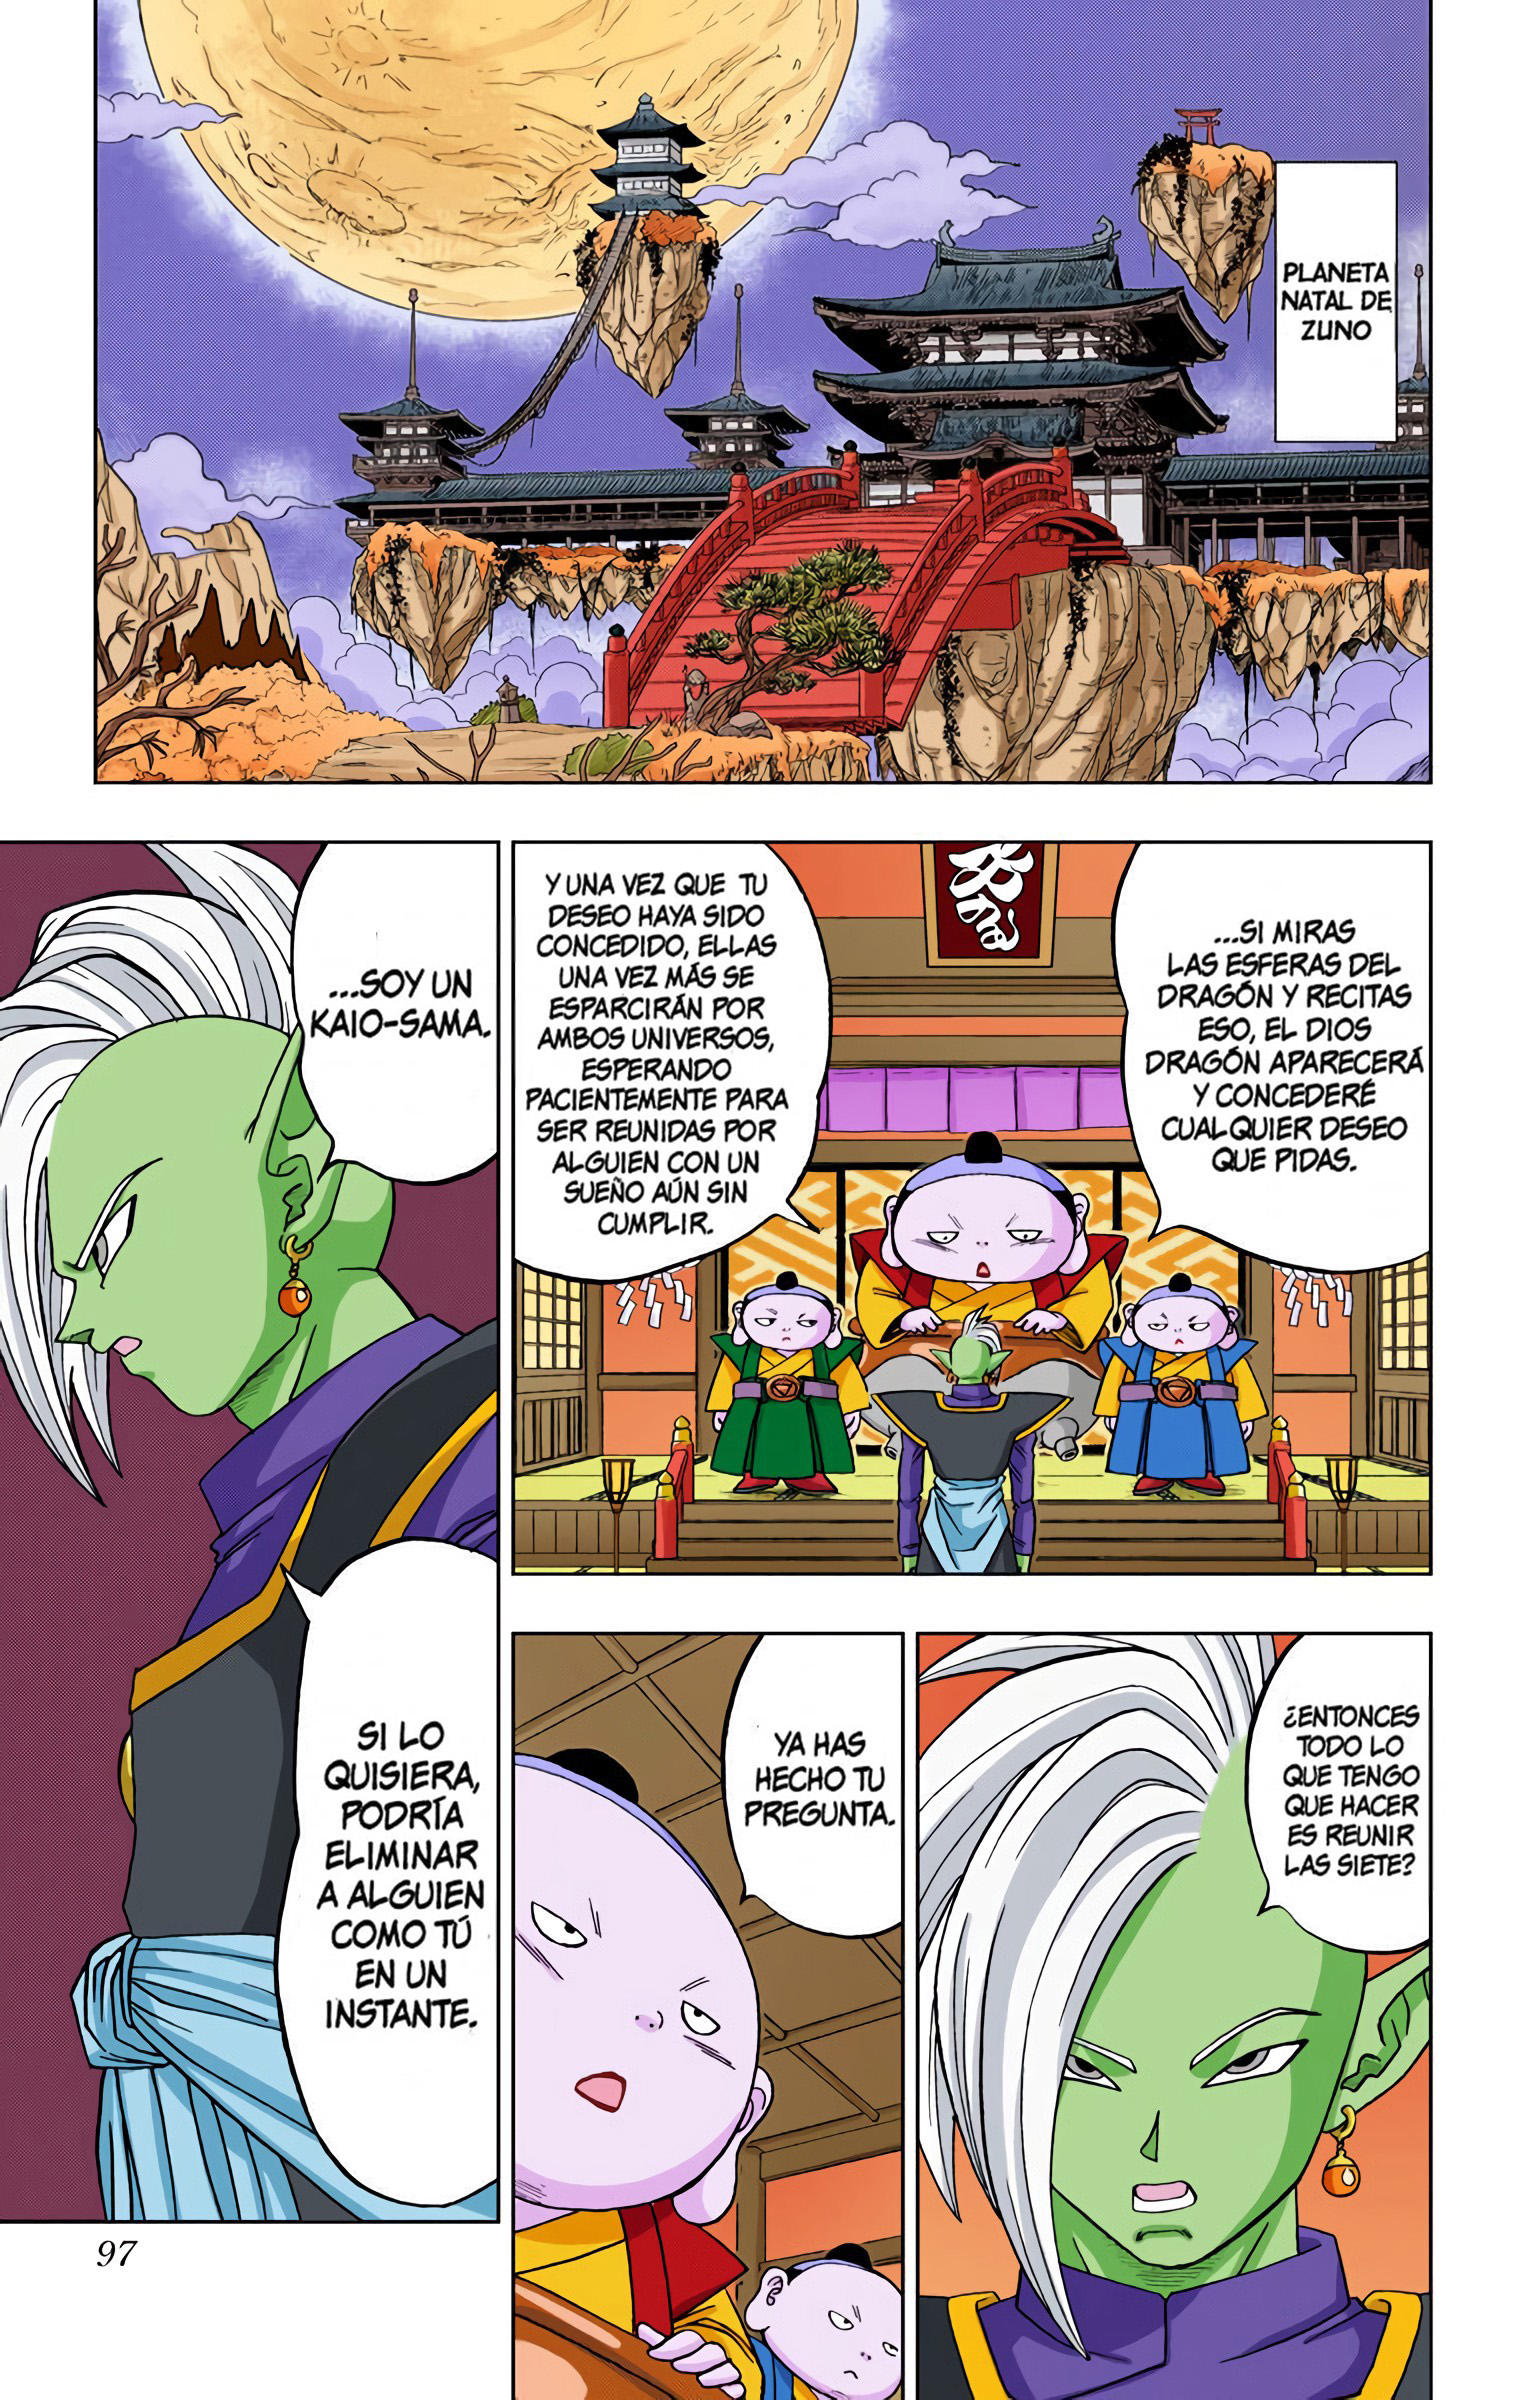 PLANETA
NATAL DE
ZUNO
...SI MIRAS
LAS ESFERAS DEL
DRAGÓN Y RECITAS
ESO, EL DIOS
DRAGÓN APARECERÁ
Y CONCEDERÉ
CUALQUIER DESEO
QUE PIDAS.
Y UNA VEZ QUE TU
DESEO HAYA SIDO
CONCEDIDO, ELLAS
UNA VEZ MÁS SE
ESPARCIRÁN POR
AMBOS UNIVERSOS,
ESPERANDO
PACIENTEMENTE PARA
SER REUNIDAS POR
ALGUIEN CON UN
SUEÑO AÚN SIN
CUMPLIR.
¿ENTONCES
TODO LO
QUE TENGO
QUE HACER
ES REUNIR
LAS SIETE?
YA HAS
HECHO TU
PREGUNTA.
...SOY UN
KAIO-SAMA.
SI LO
QUISIERA,
PODRÍA
ELIMINAR
A ALGUIEN
COMO TÚ
EN UN
INSTANTE.
97